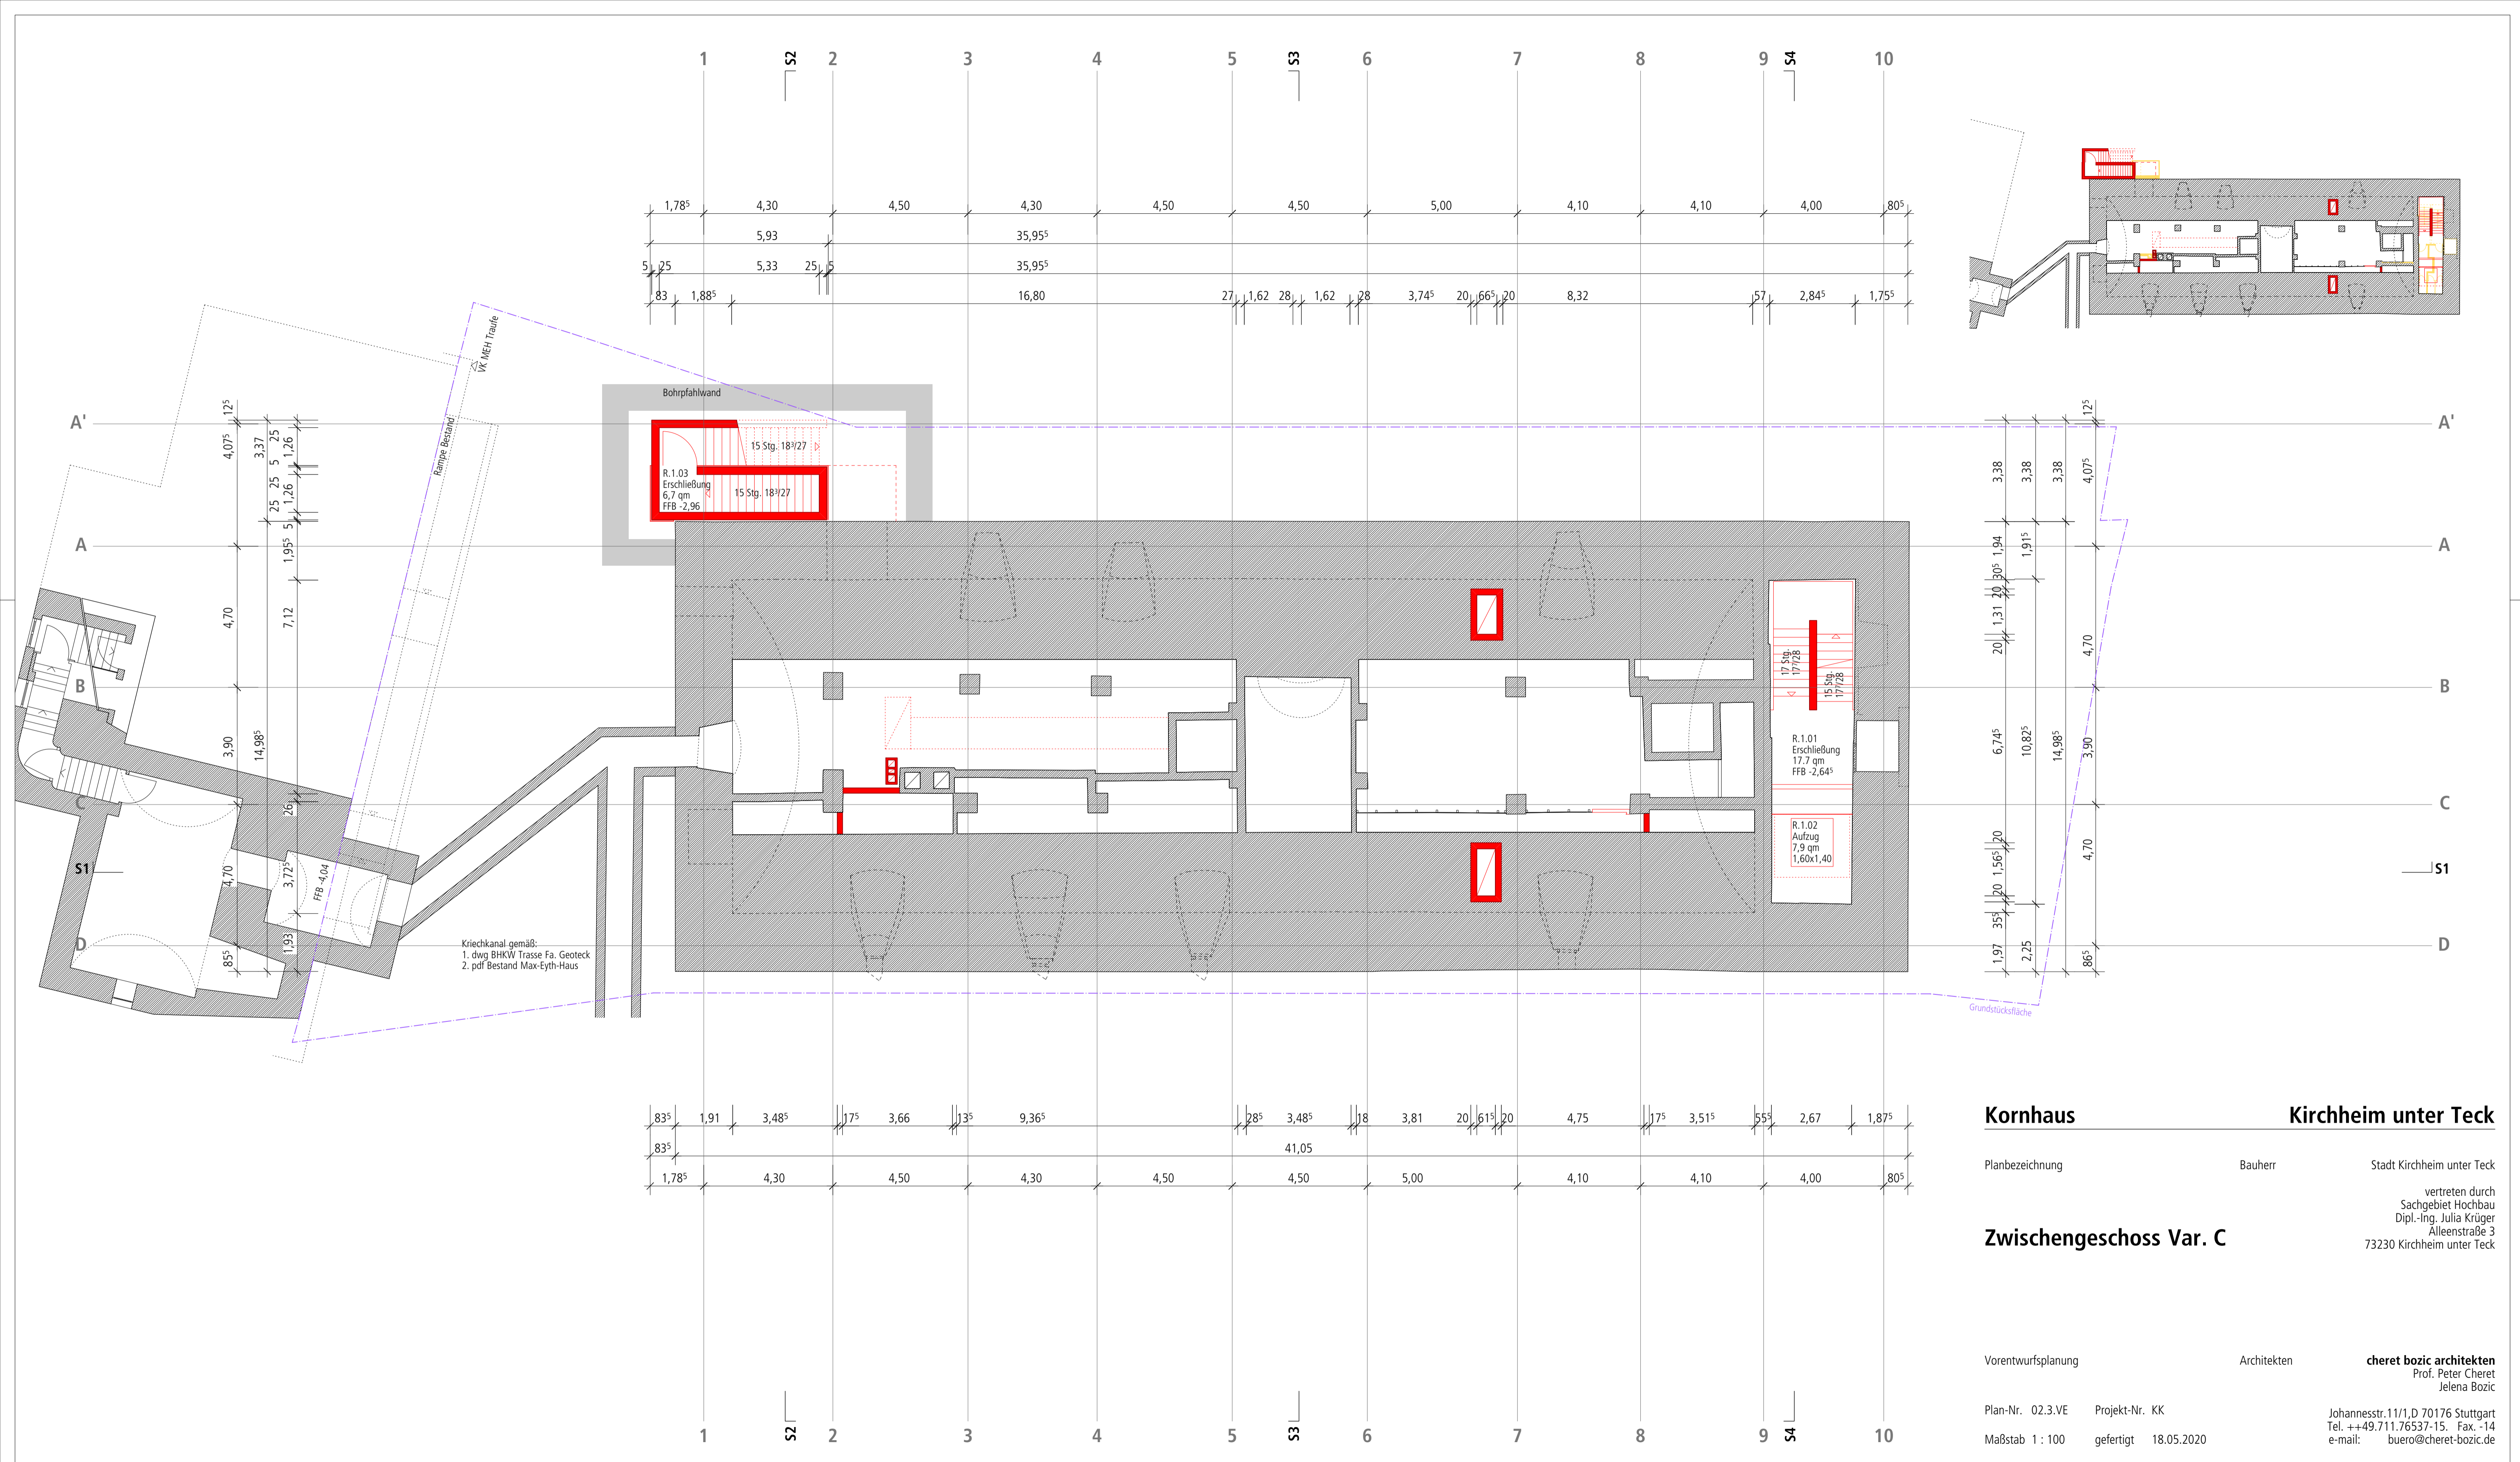 1 S2 2 3 4 5 S3 6 7 8 9 S4 10
1,78⁵ 4,30 4,50 4,30 4,50 4,50 5,00 4,10 4,10 4,00 80⁵
5,93 35,95⁵
5 25 5,33 25 5 35,95⁵
83 1,88⁵ 16,80 27 1,62 28 1,62 28 3,74⁵ 20 66⁵ 20 8,32 57 2,84⁵ 1,75⁵
VK MEH Traufe
Rampe Bestand
Bohrpfahlwand
A'
A'
A
A
B
B
C
C
D
D
S1
S1
12⁵ 4,07⁵ 4,70 3,90 4,70 85⁵
3,37 14,98⁵
25 1,26 5 25 1,26 25 5 1,95⁵ 7,12 26 3,72⁵ 1,93
15 Stg. 18³/27
R.1.03
Erschließung
6,7 qm
FFB -2,96
15 Stg. 18³/27
17 Stg.
17⁷/28
15 Stg.
17⁷/28
R.1.01
Erschließung
17.7 qm
FFB -2,64⁵
R.1.02
Aufzug
7,9 qm
1,60x1,40
FFB -4,04
Kriechkanal gemäß:
1. dwg BHKW Trasse Fa. Geoteck
2. pdf Bestand Max-Eyth-Haus
3,38 1,94 30⁵ 20 1,31 20 6,74⁵ 20 1,56⁵ 20 35⁵ 1,97
3,38 1,91⁵ 10,82⁵ 2,25
3,38 14,98⁵
12⁵ 4,07⁵ 4,70 3,90 4,70 86⁵
Grundstücksfläche
83⁵ 1,91 3,48⁵ 17⁵ 3,66 13⁵ 9,36⁵ 28⁵ 3,48⁵ 18 3,81 20 61⁵ 20 4,75 17⁵ 3,51⁵ 55⁵ 2,67 1,87⁵
83⁵ 41,05
1,78⁵ 4,30 4,50 4,30 4,50 4,50 5,00 4,10 4,10 4,00 80⁵
1 S2 2 3 4 5 S3 6 7 8 9 S4 10
Kornhaus Kirchheim unter Teck
Planbezeichnung Bauherr Stadt Kirchheim unter Teck
vertreten durch
Sachgebiet Hochbau
Dipl.-Ing. Julia Krüger
Alleenstraße 3
73230 Kirchheim unter Teck
Zwischengeschoss Var. C
Vorentwurfsplanung Architekten cheret bozic architekten
Prof. Peter Cheret
Jelena Bozic
Plan-Nr. 02.3.VE Projekt-Nr. KK
Johannesstr.11/1,D 70176 Stuttgart
Tel. ++49.711.76537-15. Fax. -14
Maßstab 1 : 100 gefertigt 18.05.2020 e-mail: buero@cheret-bozic.de